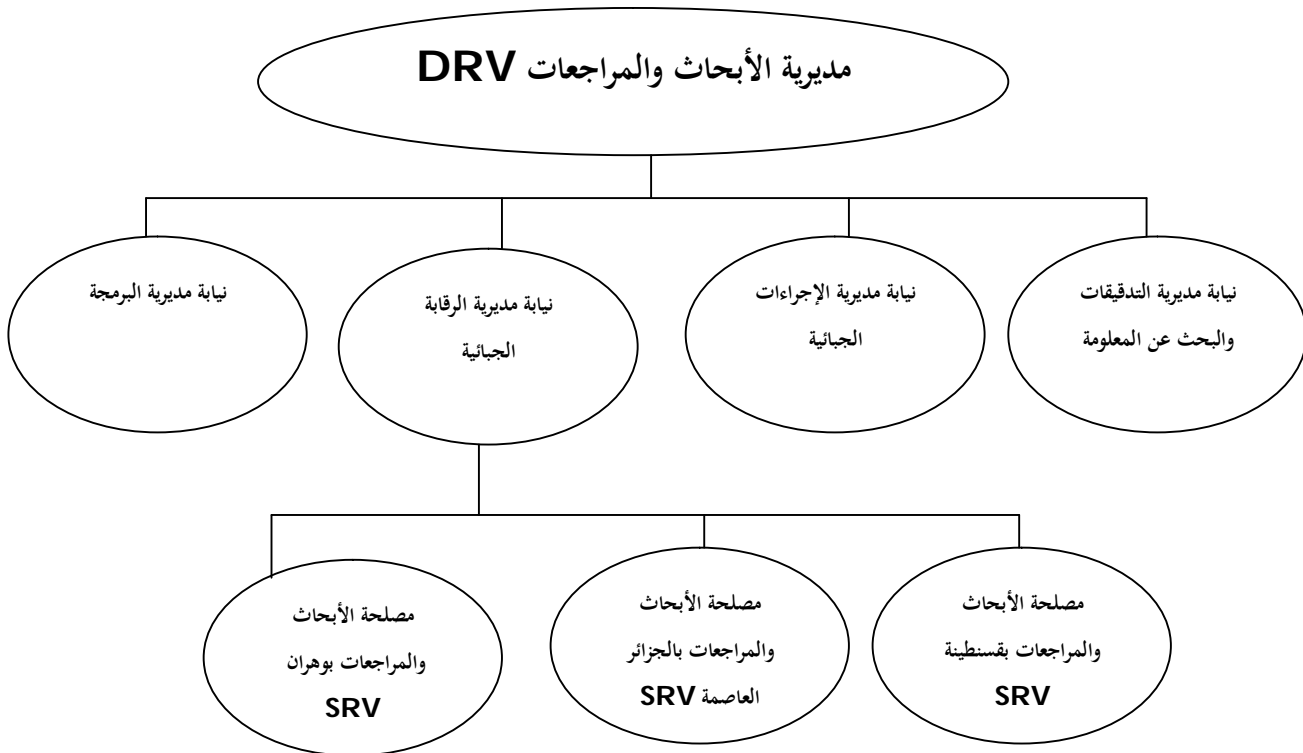 مديرية الأبحاث والمراجعات DRV
نيابة مديرية التدقيقات
والبحث عن المعلومة
نيابة مديرية الإجراءات
الجبائية
نيابة مديرية الرقابة
الجبائية
نيابة مديرية البرمجة
مصلحة الأبحاث
والمراجعات بقسنطينة
SRV
مصلحة الأبحاث
والمراجعات بالجزائر
العاصمة SRV
مصلحة الأبحاث
والمراجعات بوهران
SRV